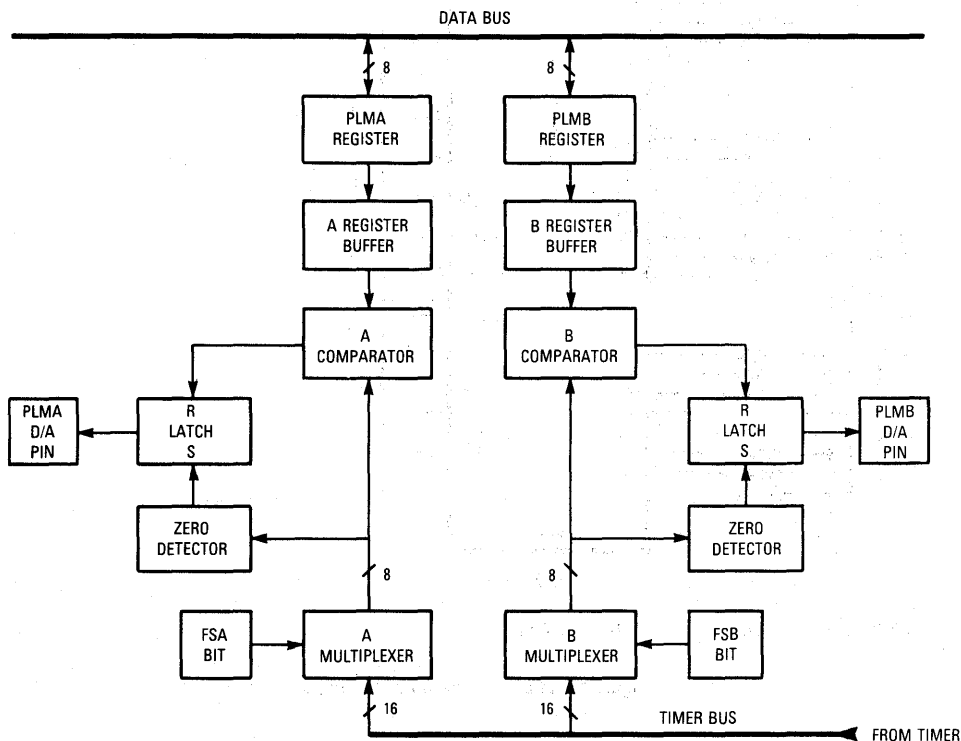 DATA BUS
8
8
PLMA
REGISTER
PLMB
REGISTER
A REGISTER
BUFFER
B REGISTER
BUFFER
A
COMPARATOR
B
COMPARATOR
PLMA
D/A
PIN
R
LATCH
S
R
LATCH
S
PLMB
D/A
PIN
ZERO
DETECTOR
ZERO
DETECTOR
8
8
FSA
BIT
A
MULTIPLEXER
B
MULTIPLEXER
FSB
BIT
16
16
TIMER BUS
FROM TIMER